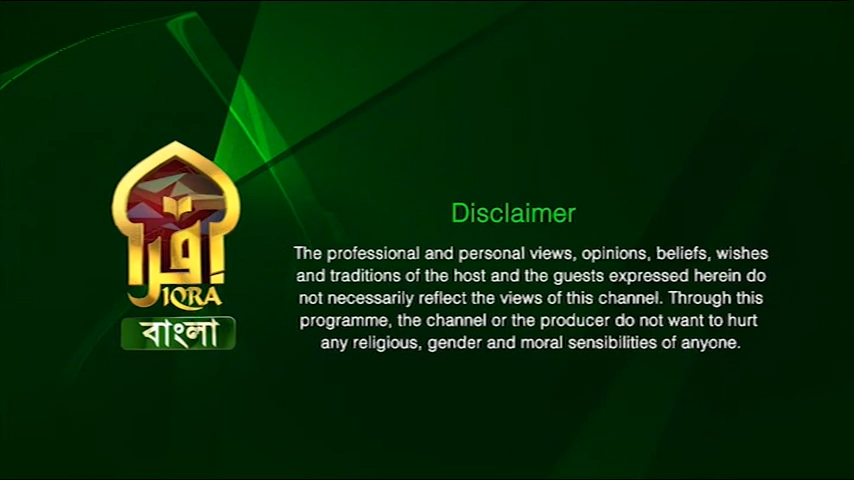 اقرأ
IQRA
বাংলা
Disclaimer
The professional and personal views, opinions, beliefs, wishes
and traditions of the host and the guests expressed herein do
not necessarily reflect the views of this channel. Through this
programme, the channel or the producer do not want to hurt
any religious, gender and moral sensibilities of anyone.